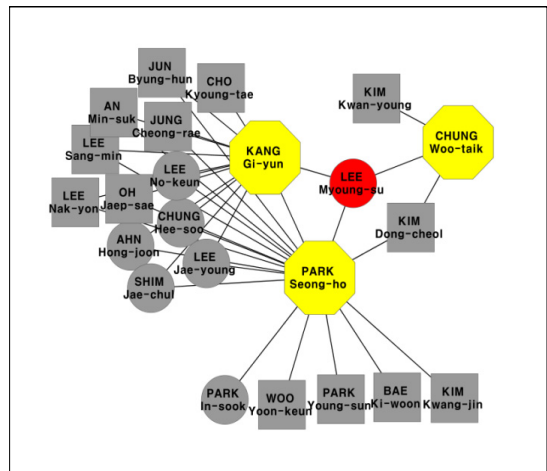 JUN
Byung-hun
CHO
Kyoung-tae
KIM
Kwan-young
AN
Min-suk
JUNG
Cheong-rae
CHUNG
Woo-taik
KANG
Gi-yun
LEE
Sang-min
LEE
No-keun
LEE
Myoung-su
LEE
Nak-yon
OH
Jaep-sae
CHUNG
Hee-soo
KIM
Dong-cheol
AHN
Hong-joon
LEE
Jae-young
PARK
Seong-ho
SHIM
Jae-chul
PARK
In-sook
WOO
Yoon-keun
PARK
Young-sun
BAE
Ki-woon
KIM
Kwang-jin